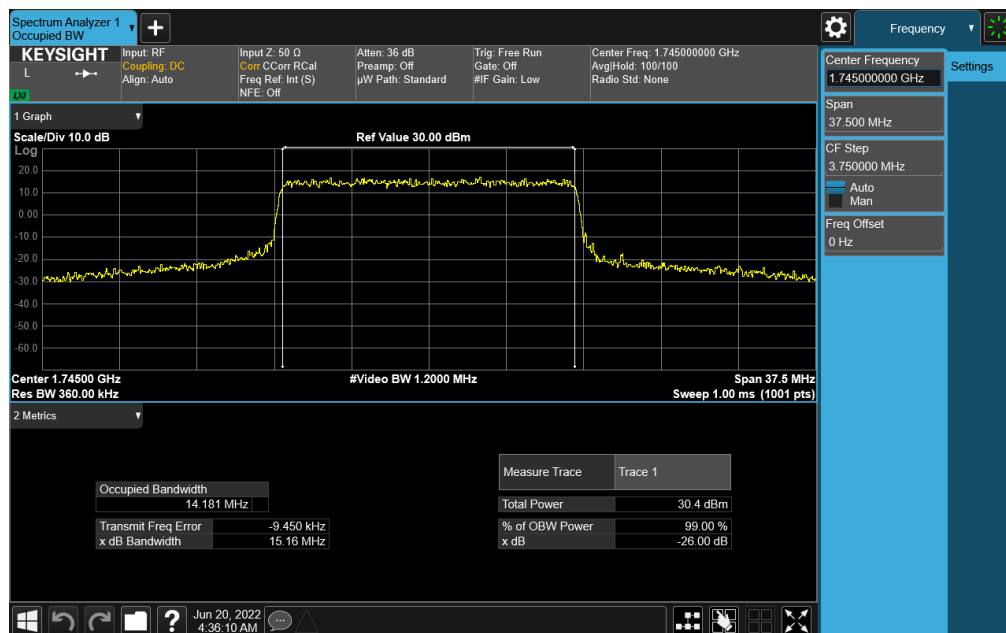 Spectrum Analyzer 1
Occupied BW
Frequency
KEYSIGHT
L
LXI
Input: RF
Coupling: DC
Align: Auto
Input Z: 50 Ω
Corr CCorr RCal
Freq Ref: Int (S)
NFE: Off
Atten: 36 dB
Preamp: Off
µW Path: Standard
Trig: Free Run
Gate: Off
#IF Gain: Low
Center Freq: 1.745000000 GHz
Avg|Hold: 100/100
Radio Std: None
Center Frequency
1.745000000 GHz
Settings
Span
37.500 MHz
CF Step
3.750000 MHz
Auto
Man
Freq Offset
0 Hz
1 Graph
Scale/Div 10.0 dB
Ref Value 30.00 dBm
Log
20.0
10.0
0.00
-10.0
-20.0
-30.0
-40.0
-50.0
-60.0
Center 1.74500 GHz
#Video BW 1.2000 MHz
Span 37.5 MHz
Res BW 360.00 kHz
Sweep 1.00 ms (1001 pts)
2 Metrics
Measure Trace Trace 1
Occupied Bandwidth
14.181 MHz
Total Power 30.4 dBm
Transmit Freq Error -9.450 kHz
% of OBW Power 99.00 %
x dB Bandwidth 15.16 MHz
x dB -26.00 dB
?
Jun 20, 2022
4:36:10 AM